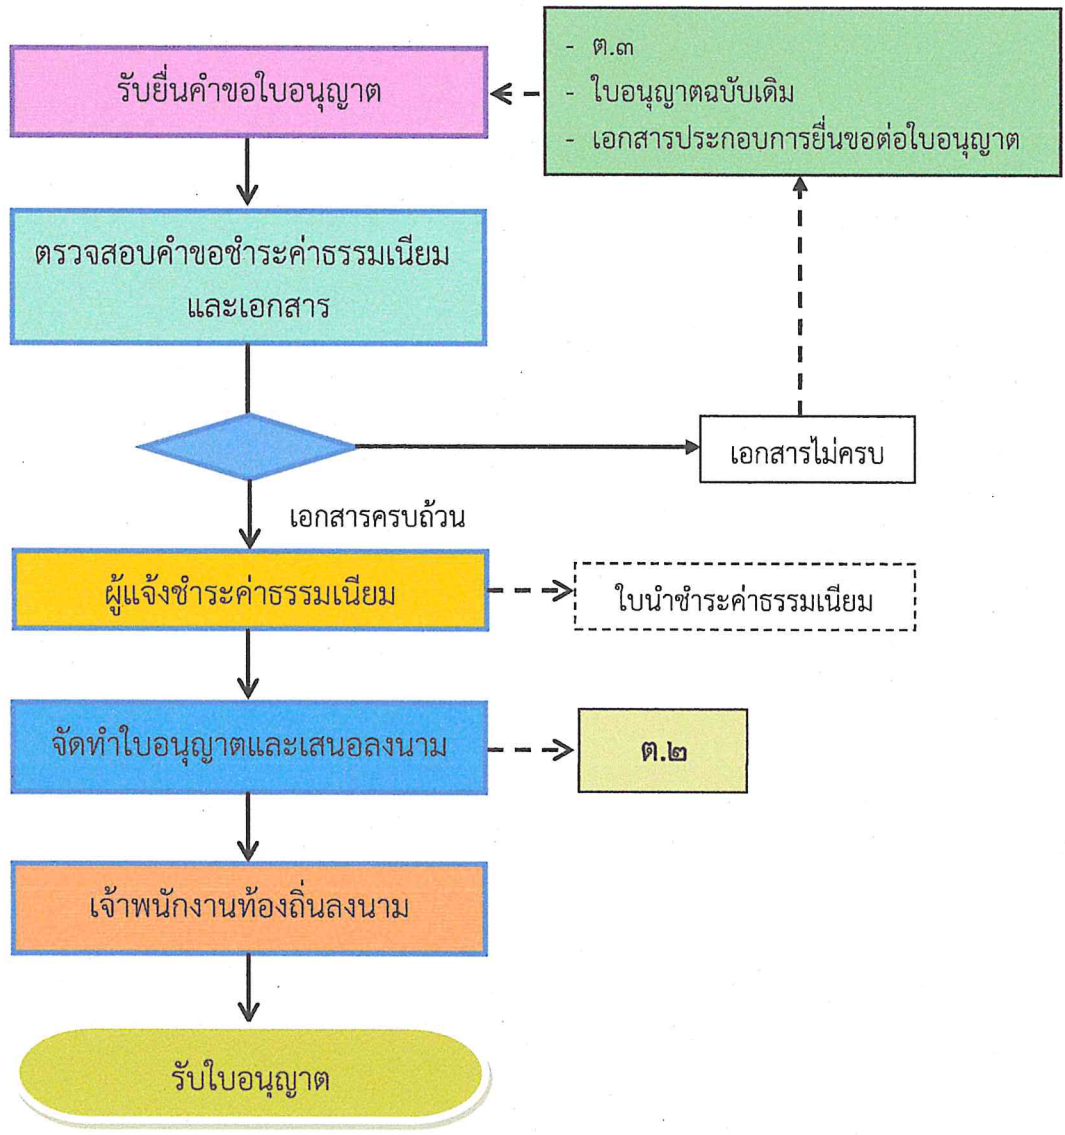 รับยื่นคำขอใบอนุญาต
- ต.๓
- ใบอนุญาตฉบับเดิม
- เอกสารประกอบการยื่นขอต่อใบอนุญาต
ตรวจสอบคำขอชำระค่าธรรมเนียม
และเอกสาร
เอกสารไม่ครบ
เอกสารครบถ้วน
ผู้แจ้งชำระค่าธรรมเนียม
ใบนำชำระค่าธรรมเนียม
จัดทำใบอนุญาตและเสนอลงนาม
ต.๒
เจ้าพนักงานท้องถิ่นลงนาม
รับใบอนุญาต